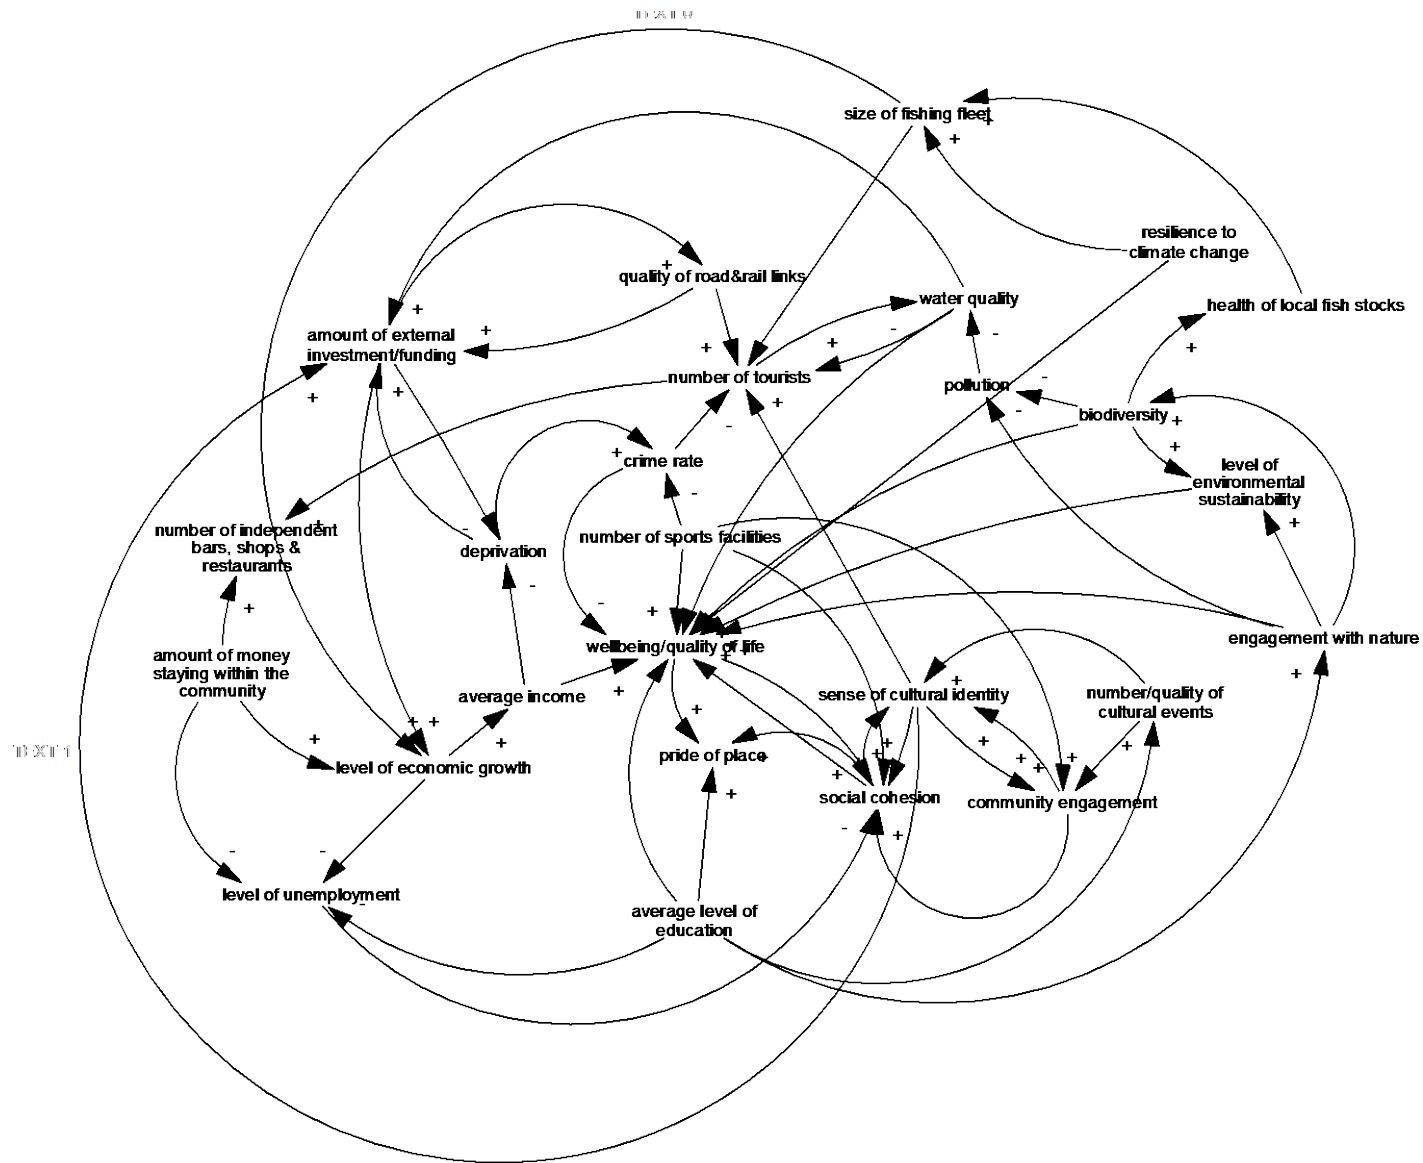 size of fishing fleet
resilience to
climate change
quality of road&rail links
water quality
health of local fish stocks
amount of external
investment/funding
number of tourists
pollution
biodiversity
crime rate
level of
environmental
sustainability
number of independent
bars, shops &
restaurants
number of sports facilities
deprivation
wellbeing/quality of life
engagement with nature
amount of money
staying within the
community
average income
sense of cultural identity
number/quality of
cultural events
pride of place
TEXT1
level of economic growth
social cohesion
community engagement
level of unemployment
average level of
education